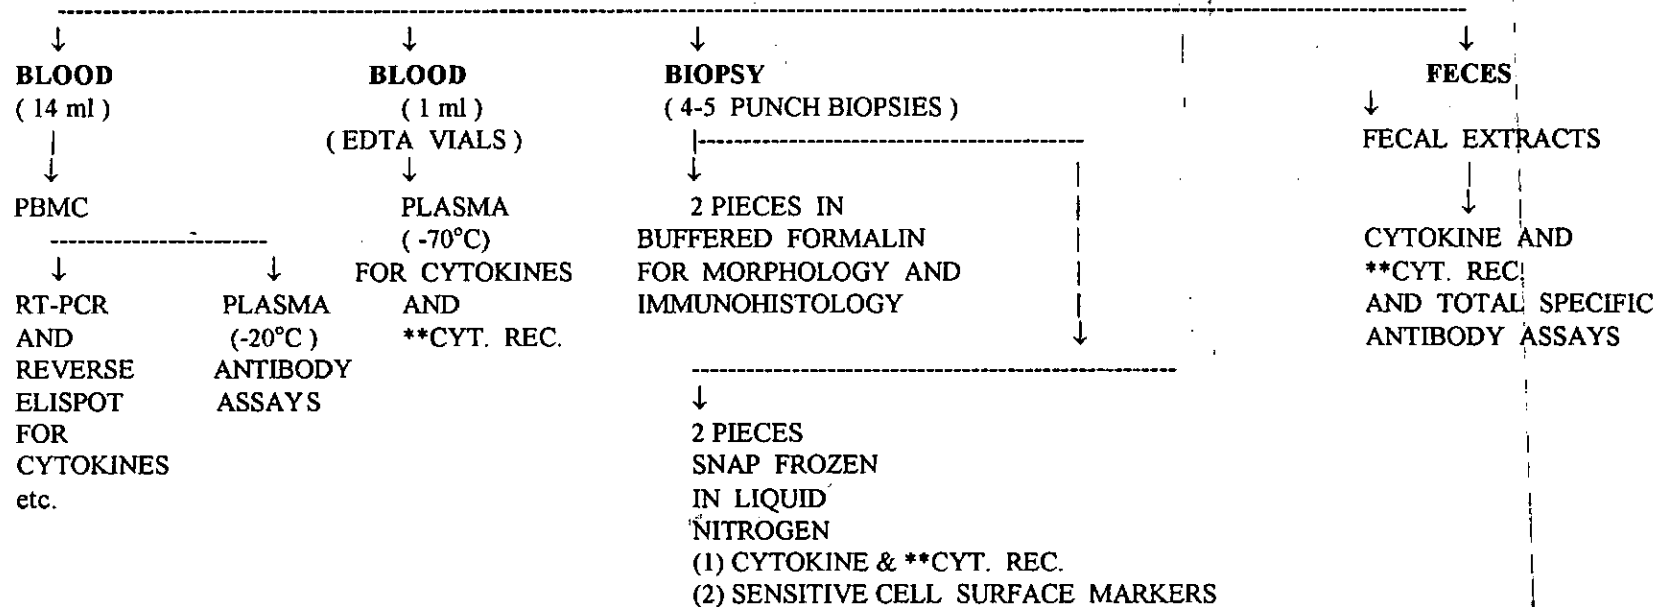 BLOOD
( 14 ml )
PBMC
RT-PCR
AND
REVERSE
ELISPOT
FOR
CYTOKINES
etc.
PLASMA
(-20°C )
ANTIBODY
ASSAYS
BLOOD
( 1 ml )
( EDTA VIALS )
PLASMA
( -70°C)
FOR CYTOKINES
AND
**CYT. REC.
BIOPSY
( 4-5 PUNCH BIOPSIES )
2 PIECES IN
BUFFERED FORMALIN
FOR MORPHOLOGY AND
IMMUNOHISTOLOGY
2 PIECES
SNAP FROZEN
IN LIQUID
NITROGEN
(1) CYTOKINE & **CYT. REC.
(2) SENSITIVE CELL SURFACE MARKERS
FECES
FECAL EXTRACTS
CYTOKINE AND
**CYT. REC.
AND TOTAL SPECIFIC
ANTIBODY ASSAYS